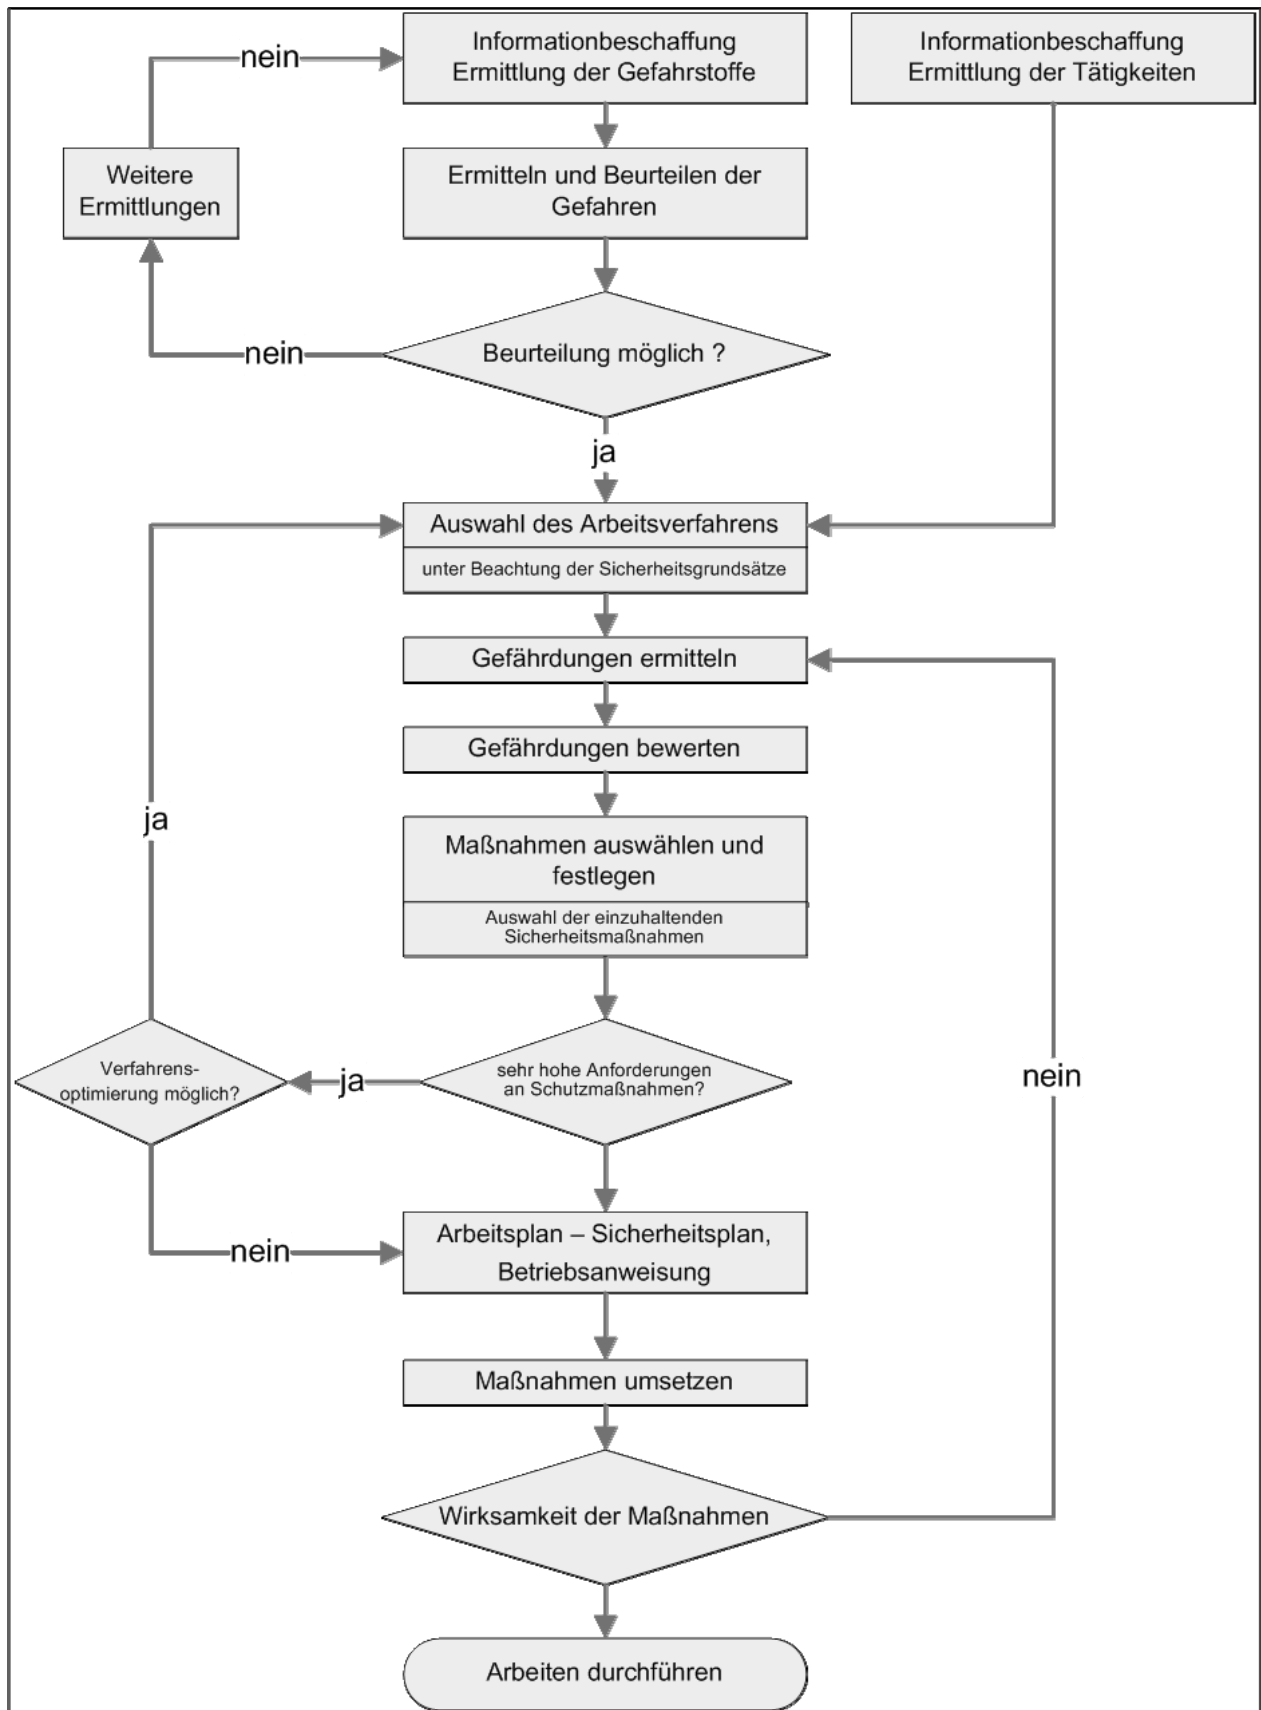 nein
Informationbeschaffung
Ermittlung der Gefahrstoffe
Informationbeschaffung
Ermittlung der Tätigkeiten
Weitere
Ermittlungen
Ermitteln und Beurteilen der
Gefahren
nein
Beurteilung möglich ?
ja
Auswahl des Arbeitsverfahrens
unter Beachtung der Sicherheitsgrundsätze
Gefährdungen ermitteln
Gefährdungen bewerten
ja
Maßnahmen auswählen und
festlegen
Auswahl der einzuhaltenden
Sicherheitsmaßnahmen
Verfahrens-
optimierung möglich?
ja
sehr hohe Anforderungen
an Schutzmaßnahmen?
nein
nein
Arbeitsplan – Sicherheitsplan,
Betriebsanweisung
Maßnahmen umsetzen
Wirksamkeit der Maßnahmen
Arbeiten durchführen